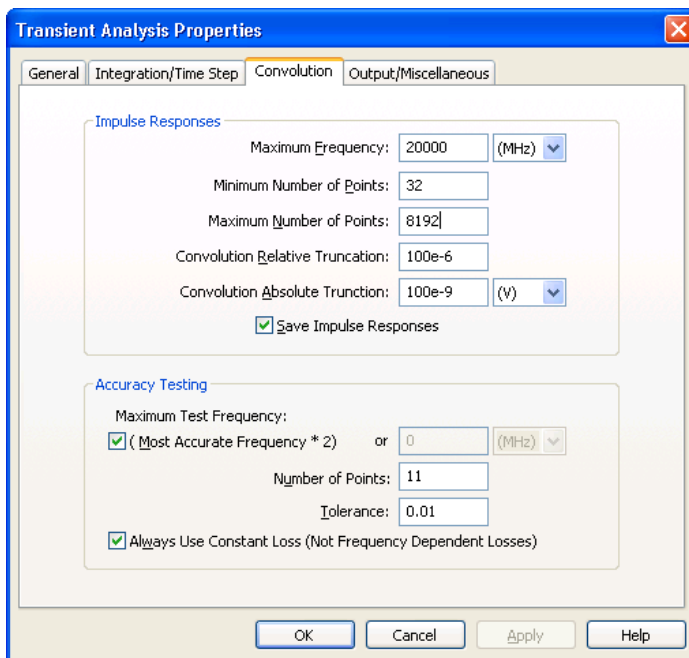 Transient Analysis Properties
General Integration/Time Step Convolution Output/Miscellaneous
Impulse Responses
Maximum Frequency: 20000 (MHz)
Minimum Number of Points: 32
Maximum Number of Points: 8192
Convolution Relative Truncation: 100e-6
Convolution Absolute Trunction: 100e-9 (V)
Save Impulse Responses
Accuracy Testing
Maximum Test Frequency:
( Most Accurate Frequency * 2) or 0 (MHz)
Number of Points: 11
Tolerance: 0.01
Always Use Constant Loss (Not Frequency Dependent Losses)
OK Cancel Apply Help